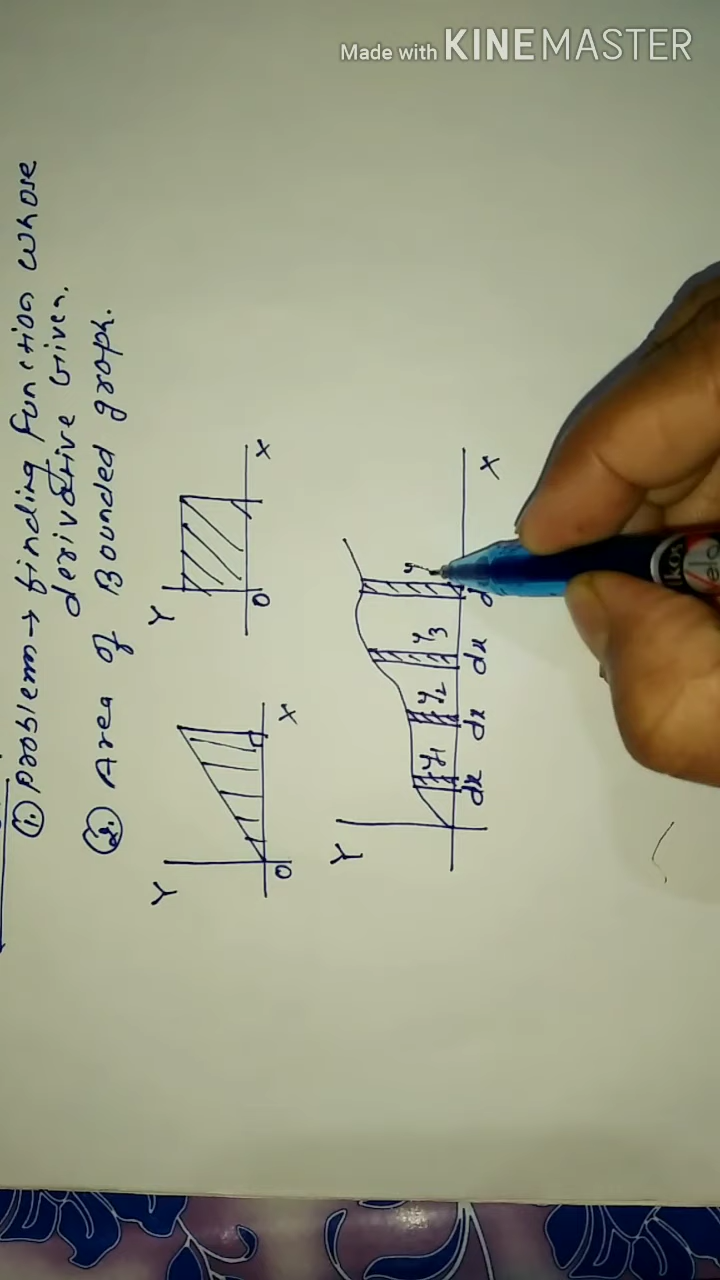 Made with KINEMASTER
(i) Problem → finding function whose
derivative Given.
(2) Area of Bounded graph.
Y
O
X
Y
O
X
Y
y1
y2
y3
y
dx
dx
dx
X